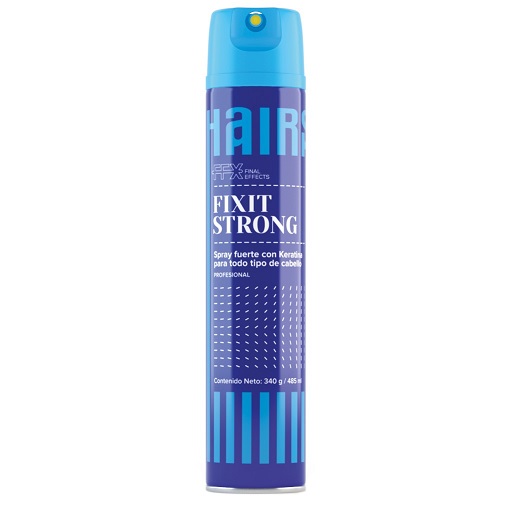 HAIRS
FFX FINAL
EFFECTS
FIXIT
STRONG
Spray fuerte con Keratina
para todo tipo de cabello
PROFESIONAL
Contenido Neto: 340 g / 485 ml